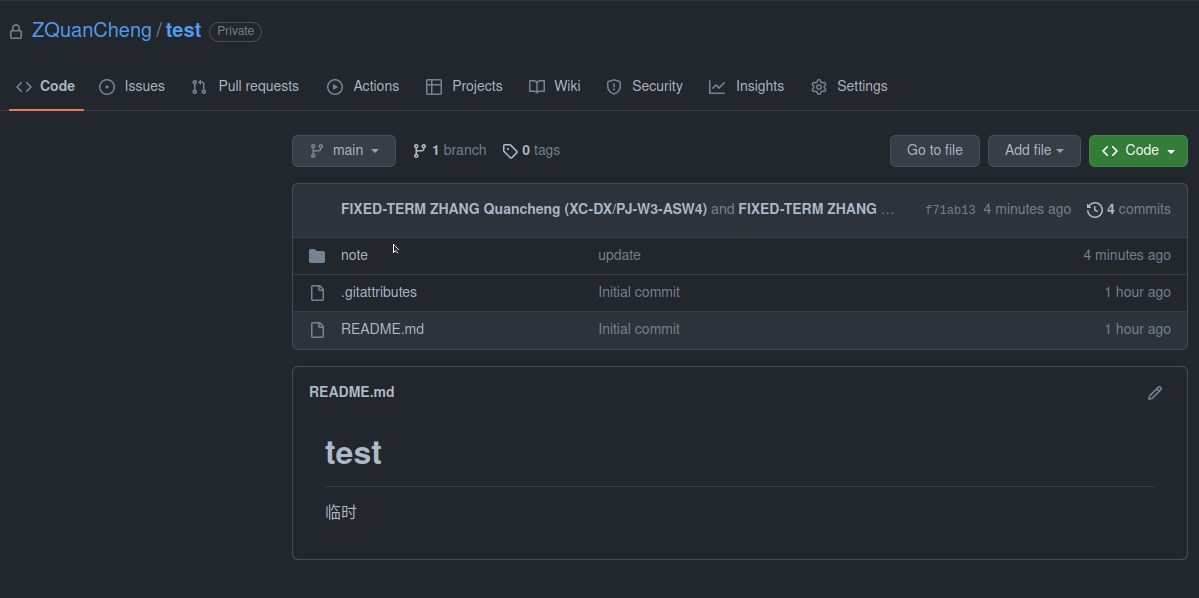 ZQuanCheng / test Private
Code Issues Pull requests Actions Projects Wiki Security Insights Settings
main 1 branch 0 tags Go to file Add file Code
FIXED-TERM ZHANG Quancheng (XC-DX/PJ-W3-ASW4) and FIXED-TERM ZHANG … f71ab13 4 minutes ago 4 commits
note update 4 minutes ago
.gitattributes Initial commit 1 hour ago
README.md Initial commit 1 hour ago
README.md
test
临时